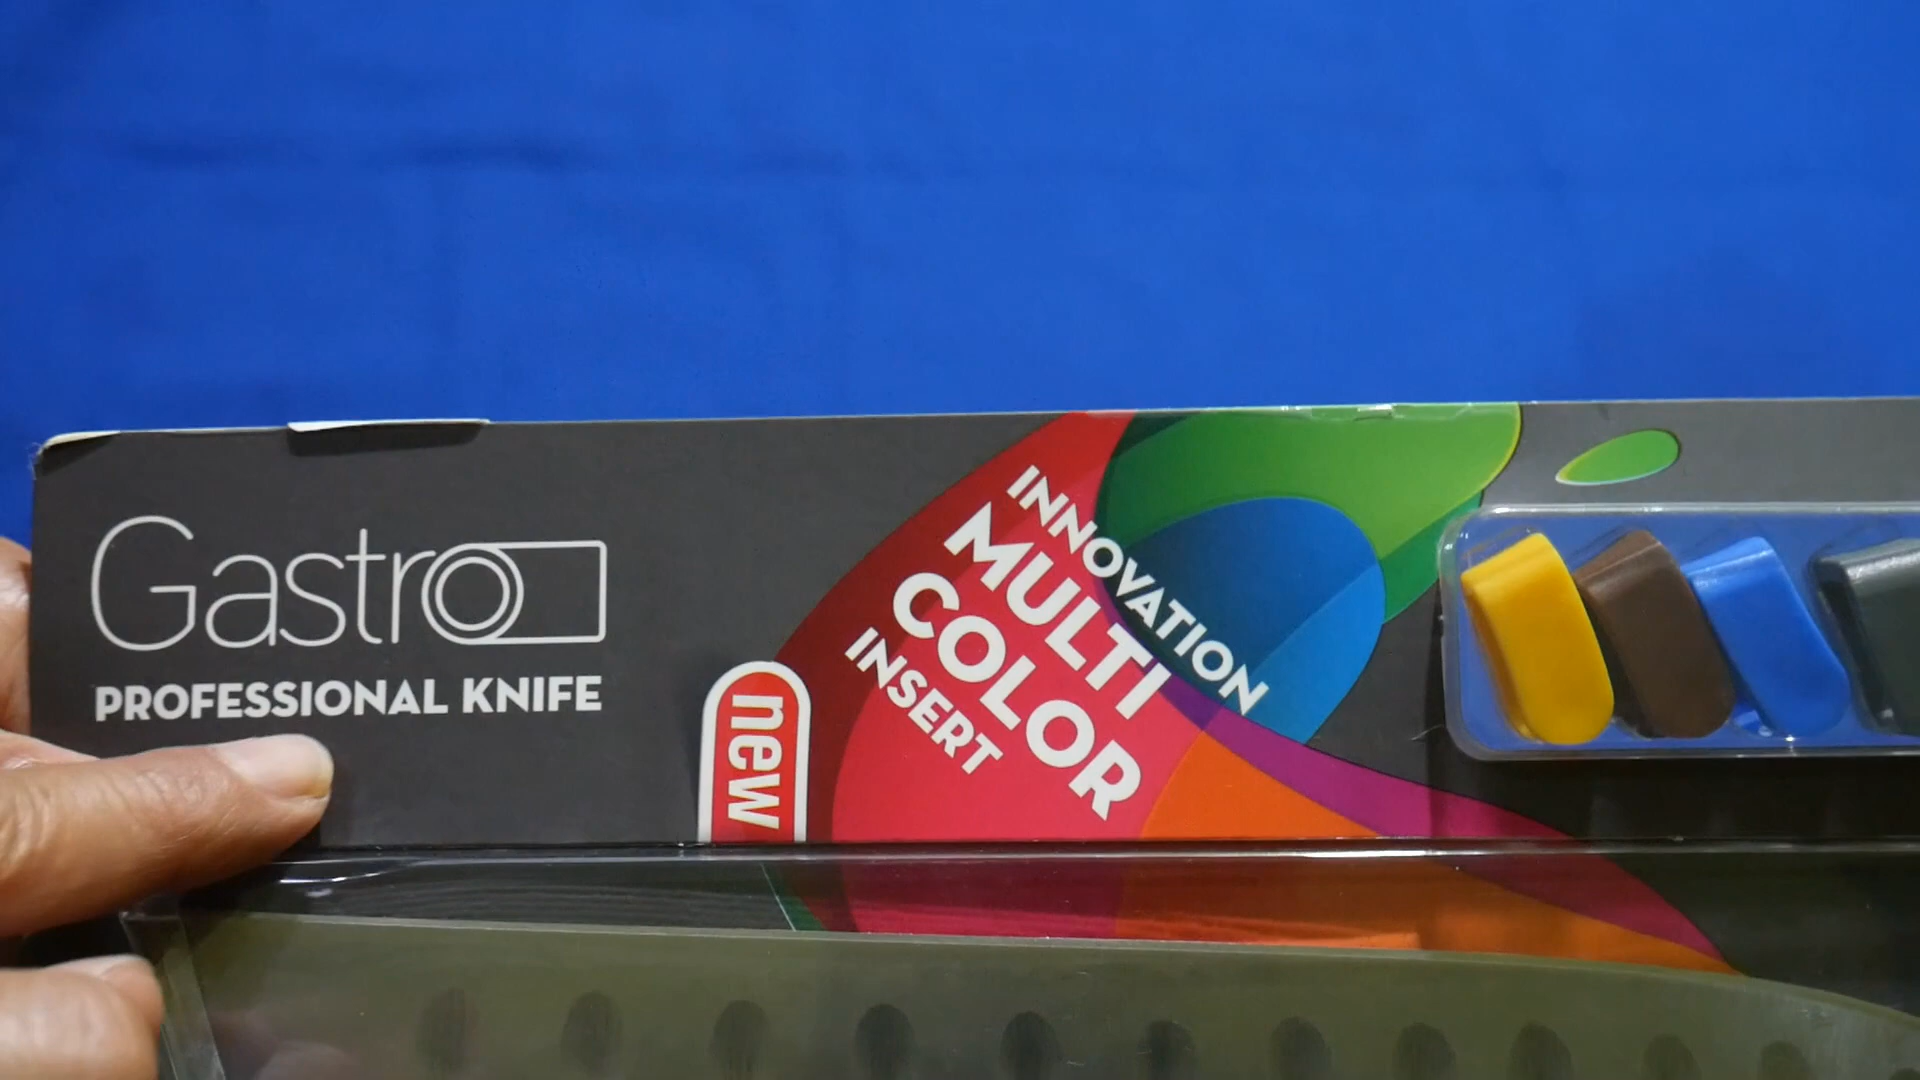 Gastro
PROFESSIONAL KNIFE
new
INNOVATION
MULTI
COLOR
INSERT